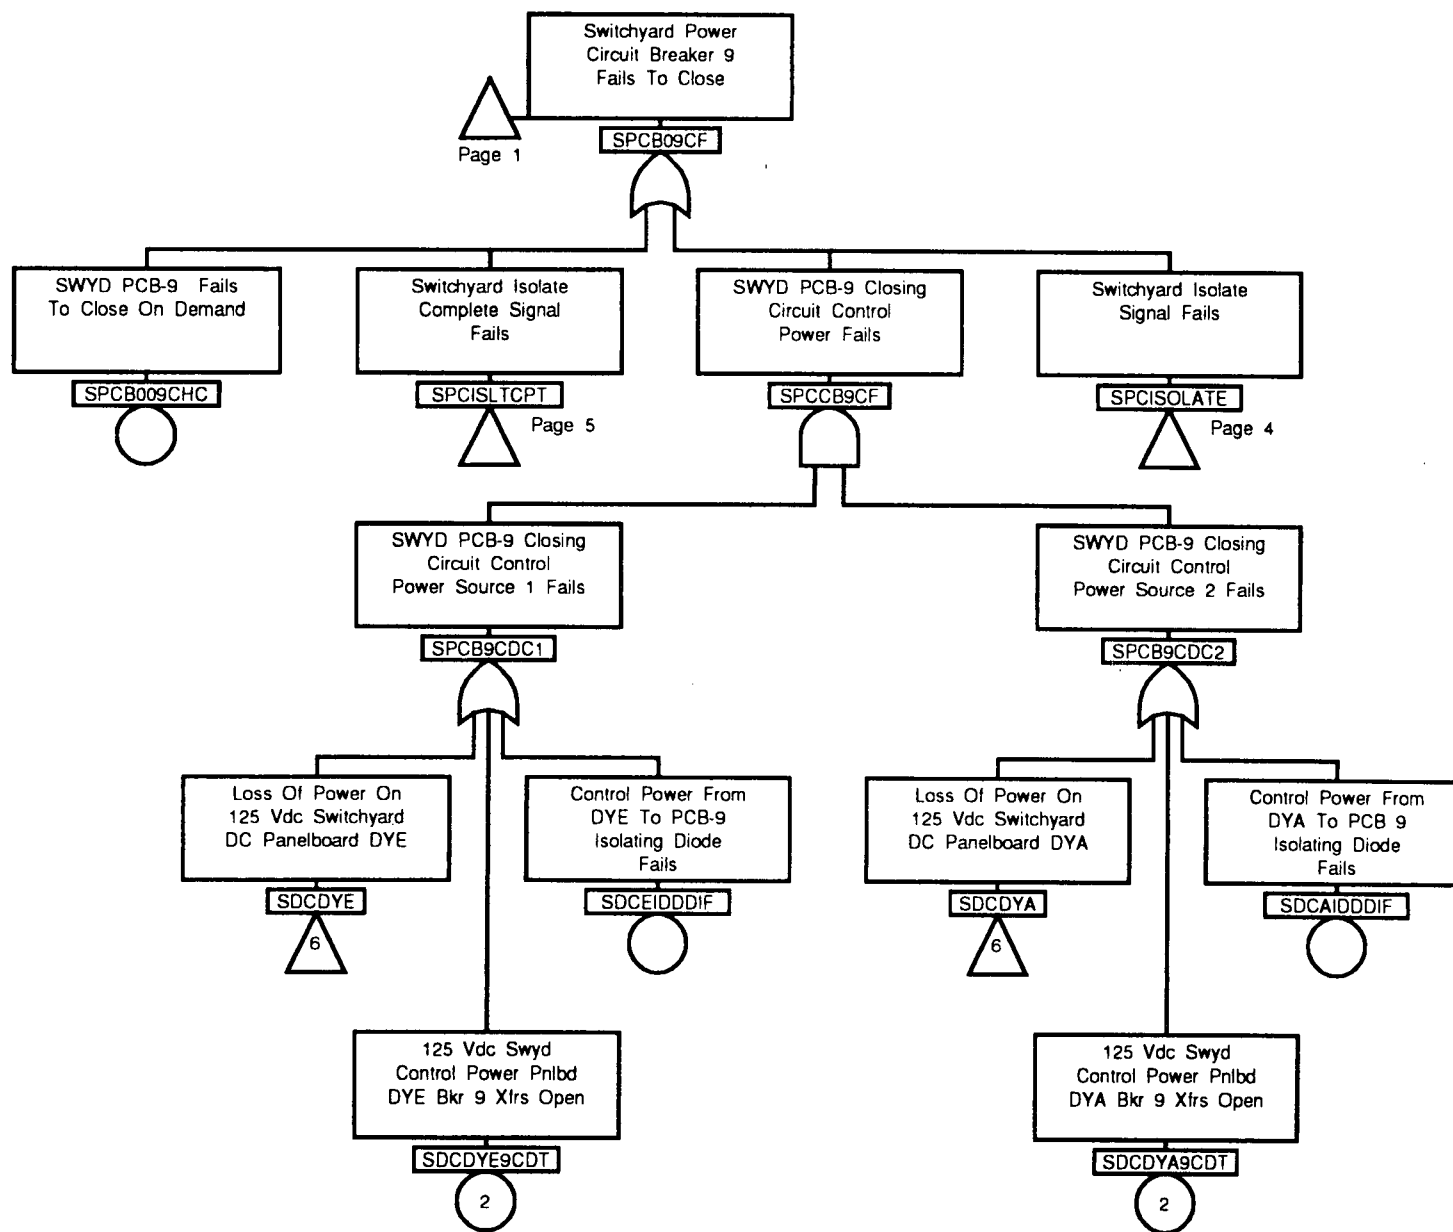 Switchyard Power
Circuit Breaker 9
Fails To Close
Page 1
SPCB09CF
SWYD PCB-9 Fails
To Close On Demand
SPCB009CHC
Switchyard Isolate
Complete Signal
Fails
SPCISLTCPT
Page 5
SWYD PCB-9 Closing
Circuit Control
Power Fails
SPCCB9CF
Switchyard Isolate
Signal Fails
SPCISOLATE
Page 4
SWYD PCB-9 Closing
Circuit Control
Power Source 1 Fails
SPCB9CDC1
SWYD PCB-9 Closing
Circuit Control
Power Source 2 Fails
SPCB9CDC2
Loss Of Power On
125 Vdc Switchyard
DC Panelboard DYE
SDCDYE
6
Control Power From
DYE To PCB-9
Isolating Diode
Fails
SDCEIDDDIF
Loss Of Power On
125 Vdc Switchyard
DC Panelboard DYA
SDCDYA
6
Control Power From
DYA To PCB 9
Isolating Diode
Fails
SDCAIDDDIF
125 Vdc Swyd
Control Power Pnlbd
DYE Bkr 9 Xfrs Open
SDCDYE9CDT
2
125 Vdc Swyd
Control Power Pnlbd
DYA Bkr 9 Xfrs Open
SDCDYA9CDT
2